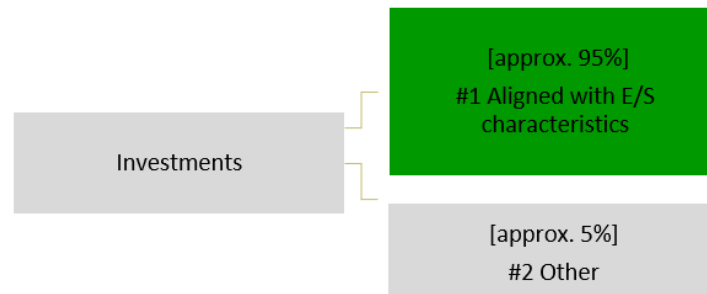 [approx. 95%]
#1 Aligned with E/S
characteristics
Investments
[approx. 5%]
#2 Other